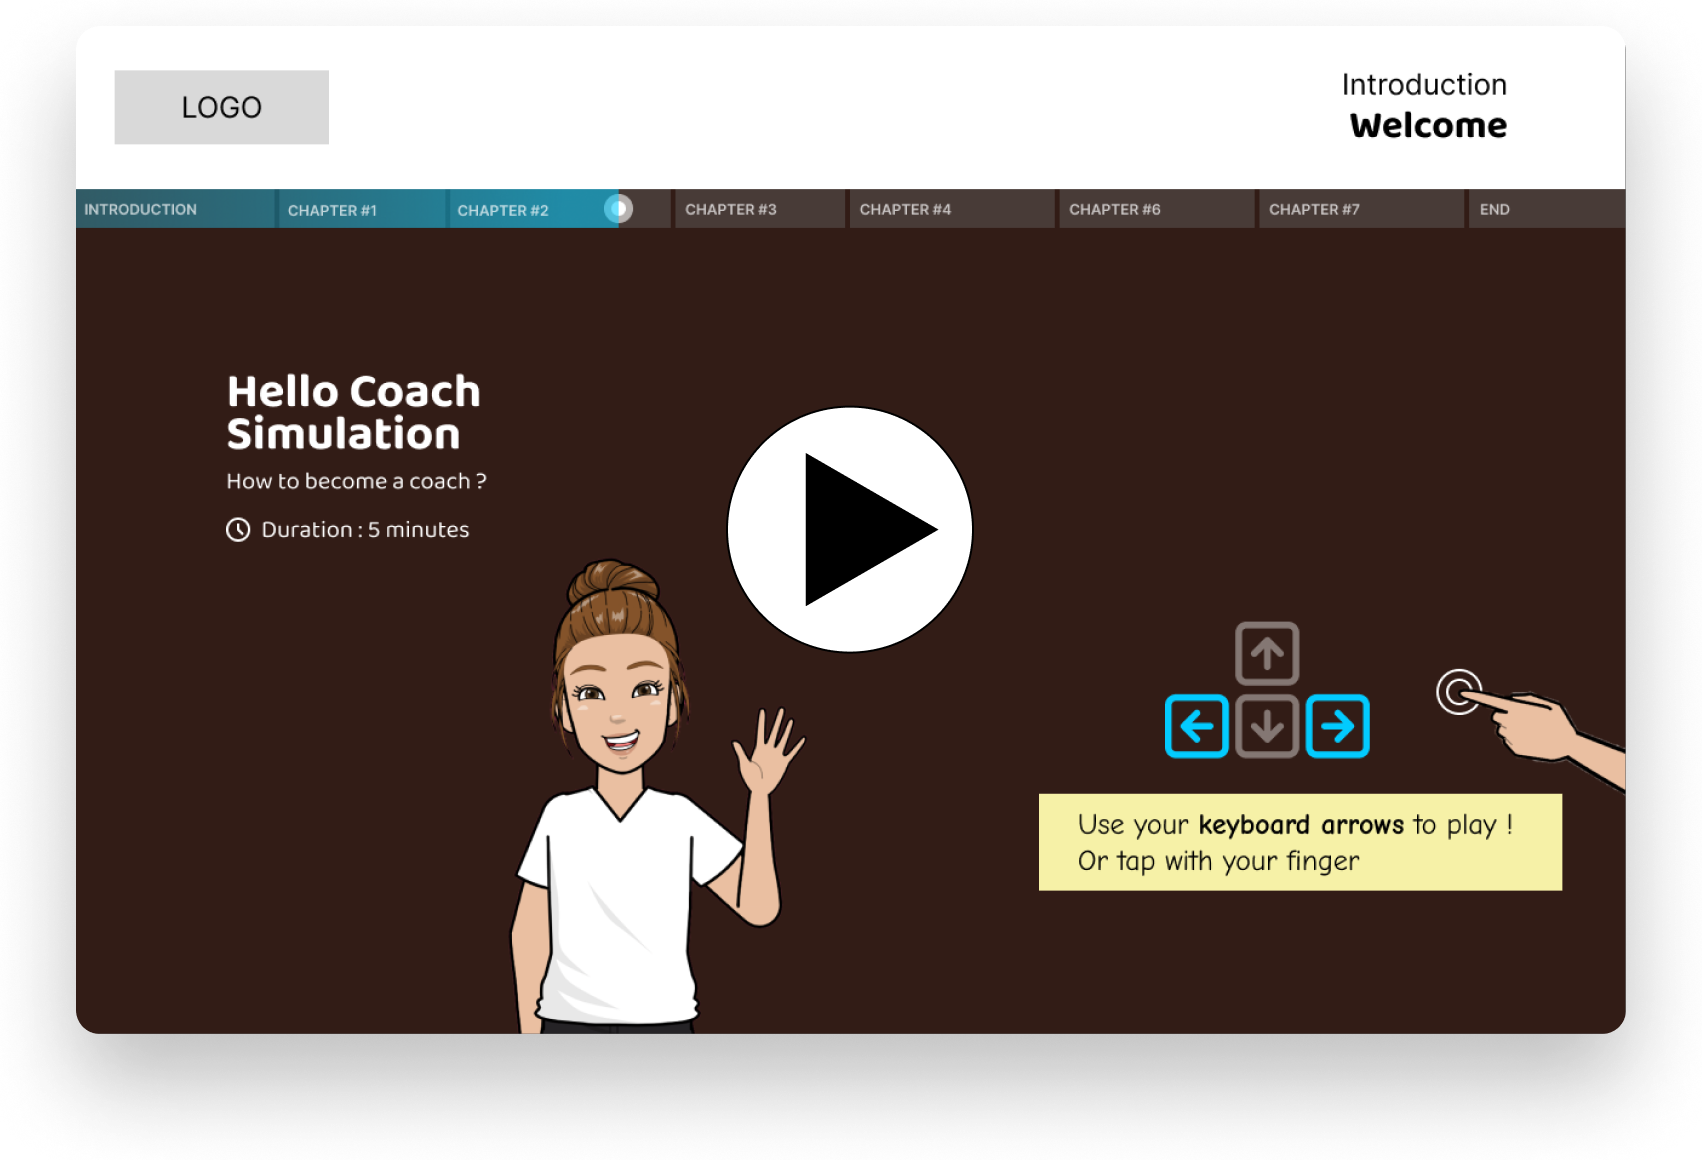 LOGO
Introduction
Welcome
INTRODUCTION
CHAPTER #1
CHAPTER #2
CHAPTER #3
CHAPTER #4
CHAPTER #6
CHAPTER #7
END
Hello Coach
Simulation
How to become a coach ?
Duration : 5 minutes
Use your keyboard arrows to play !
Or tap with your finger